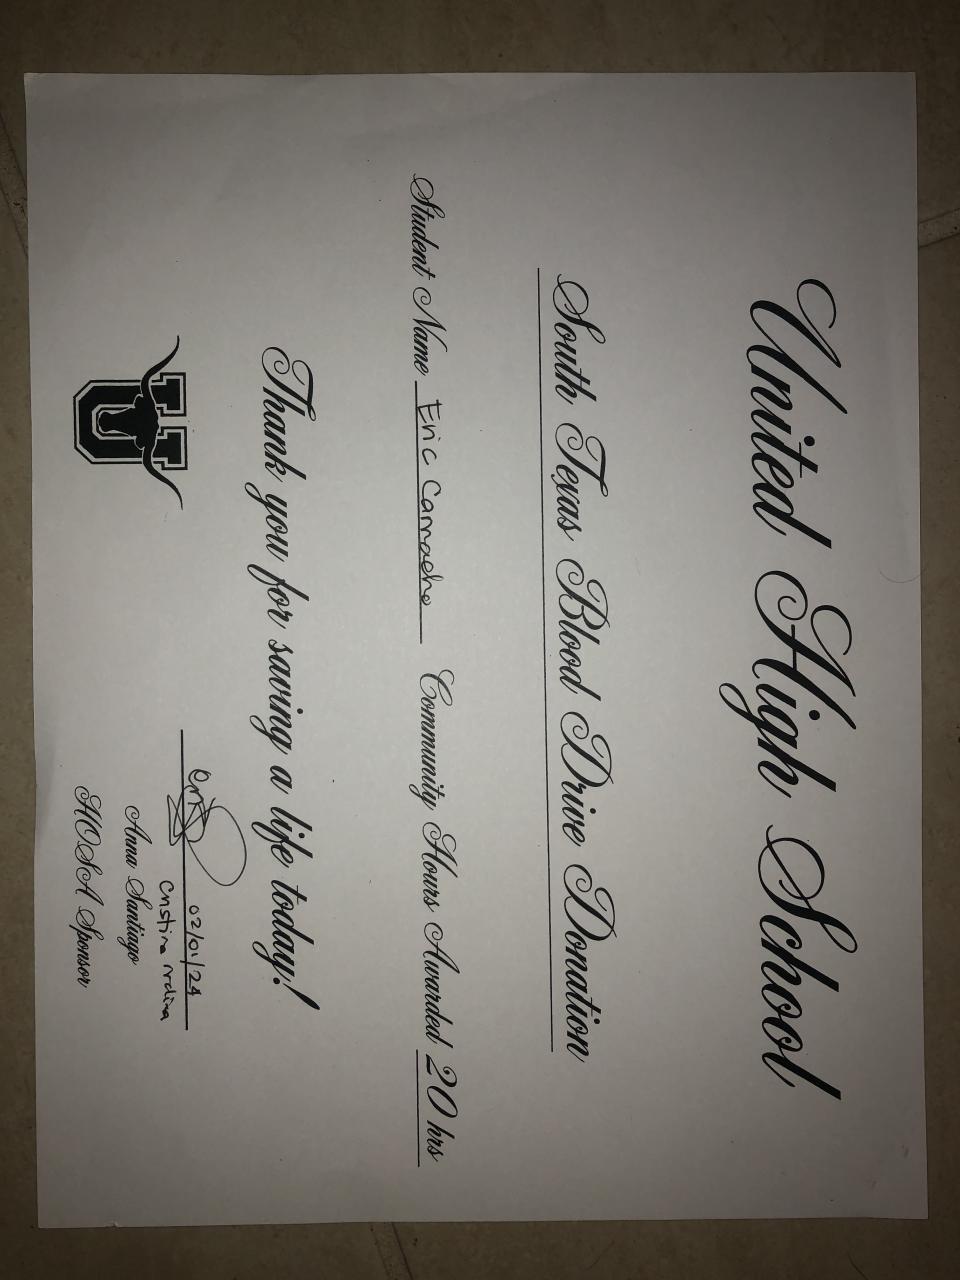 United High School
South Texas Blood Drive Donation
Student Name Eric Camacho Community Hours Awarded 20 hrs
Thank you for saving a life today!
U
02/01/24
Anna Santiago
HOSA Sponsor